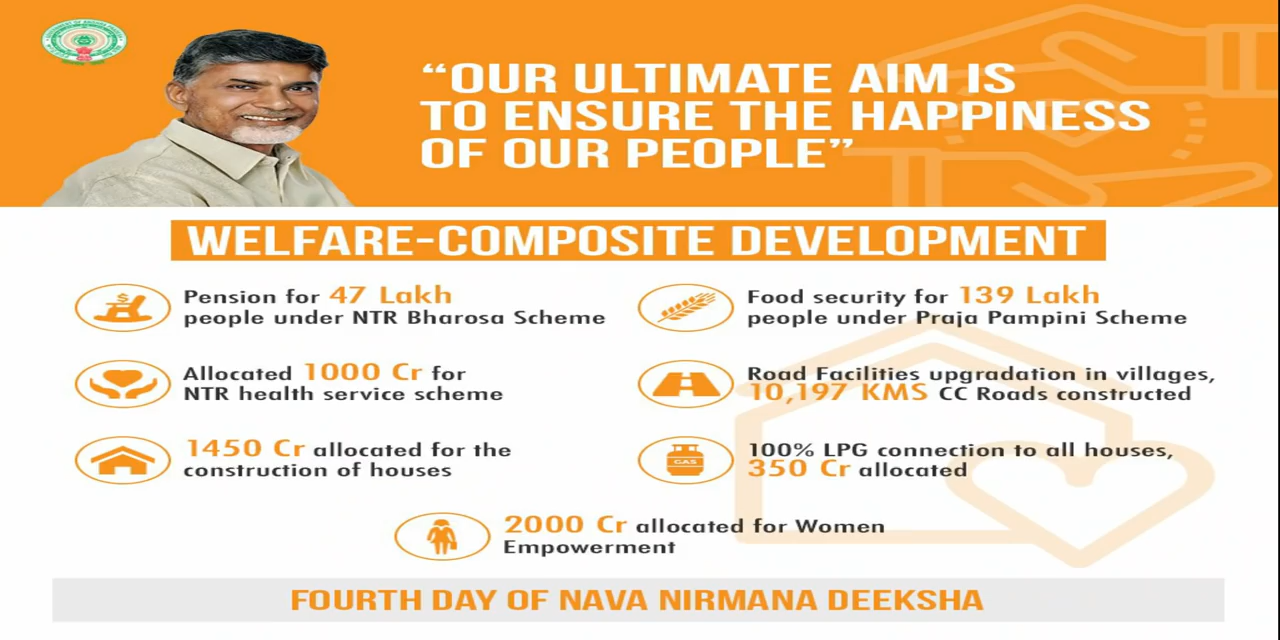 “OUR ULTIMATE AIM IS
TO ENSURE THE HAPPINESS
OF OUR PEOPLE”
WELFARE-COMPOSITE DEVELOPMENT
Pension for 47 Lakh
people under NTR Bharosa Scheme
Allocated 1000 Cr for
NTR health service scheme
1450 Cr allocated for the
construction of houses
Food security for 139 Lakh
people under Praja Pampini Scheme
Road Facilities upgradation in villages,
10,197 KMS CC Roads constructed
GAS
100% LPG connection to all houses,
350 Cr allocated
2000 Cr allocated for Women
Empowerment
FOURTH DAY OF NAVA NIRMANA DEEKSHA